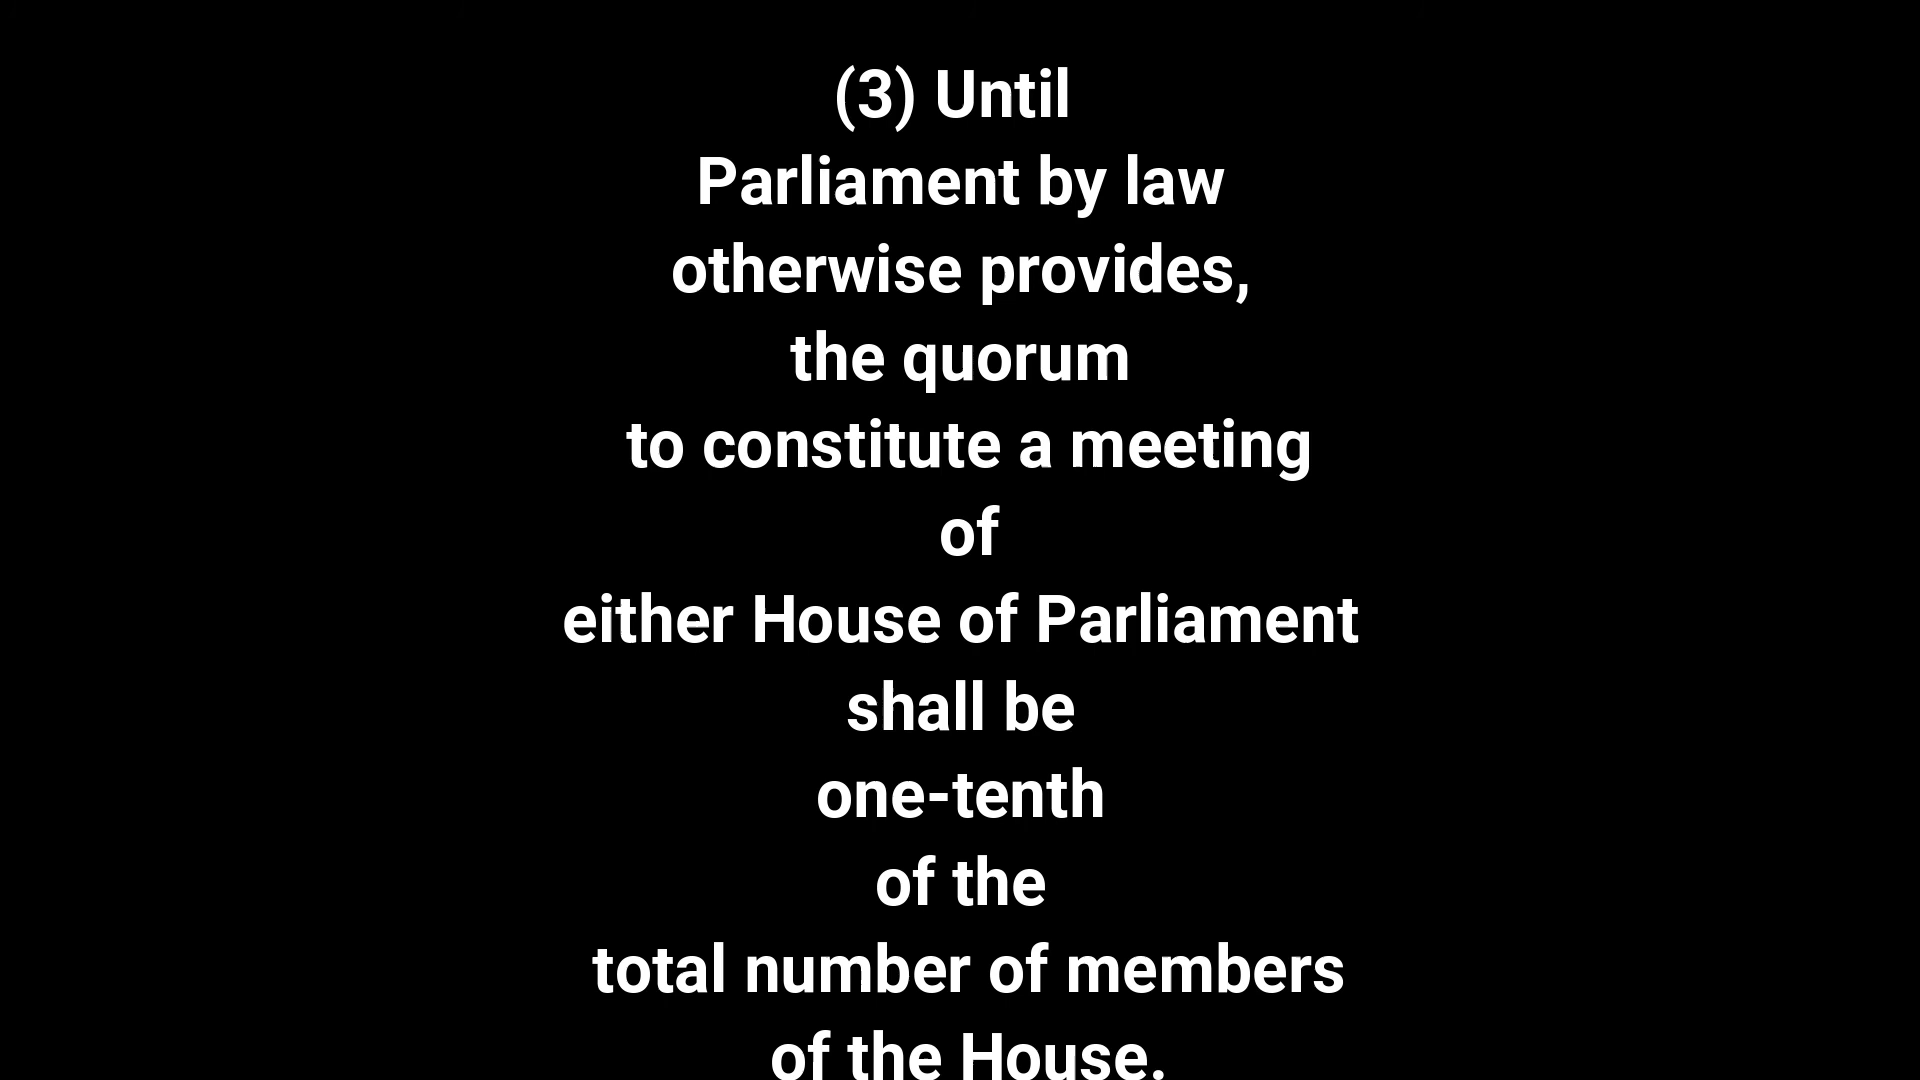 (3) Until
Parliament by law
otherwise provides,
the quorum
to constitute a meeting
of
either House of Parliament
shall be
one-tenth
of the
total number of members
of the House.